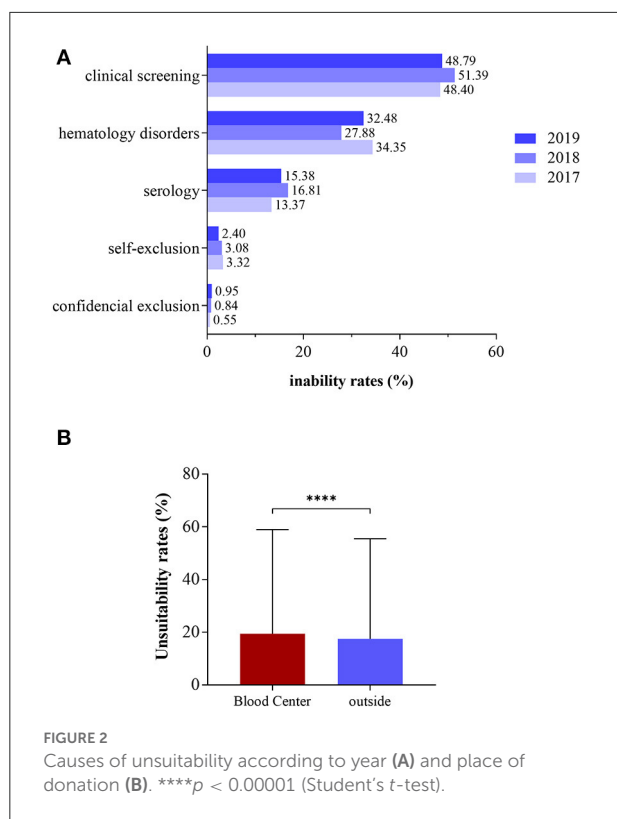 A
clinical screening
48.79
51.39
48.40
hematology disorders
32.48
27.88
34.35
serology
15.38
16.81
13.37
self-exclusion
2.40
3.08
3.32
confidencial exclusion
0.95
0.84
0.55
2019
2018
2017
0 20 40 60
inability rates (%)
B
Unsuitability rates (%)
80
60
40
20
0
****
Blood Center outside
FIGURE 2
Causes of unsuitability according to year (A) and place of
donation (B). ****p < 0.00001 (Student's t-test).